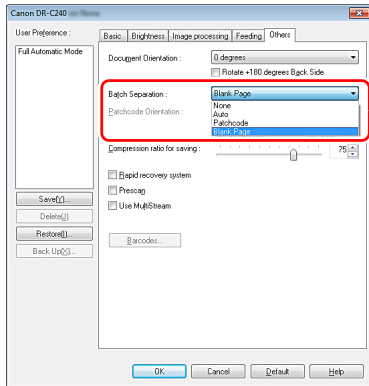 Canon DR-C240 on None
User Preference :
Full Automatic Mode
Save(Y)...
Delete(J)
Restore(I)...
Back Up(X)...
Basic Brightness Image processing Feeding Others
Document Orientation : 0 degrees
Rotate +180 degrees Back Side
Batch Separation : Blank Page
None
Patchcode Orientation : Auto
Patchcode
Blank Page
Compression ratio for saving : 75
Rapid recovery system
Prescan
Use MultiStream
Barcodes...
OK Cancel Default Help